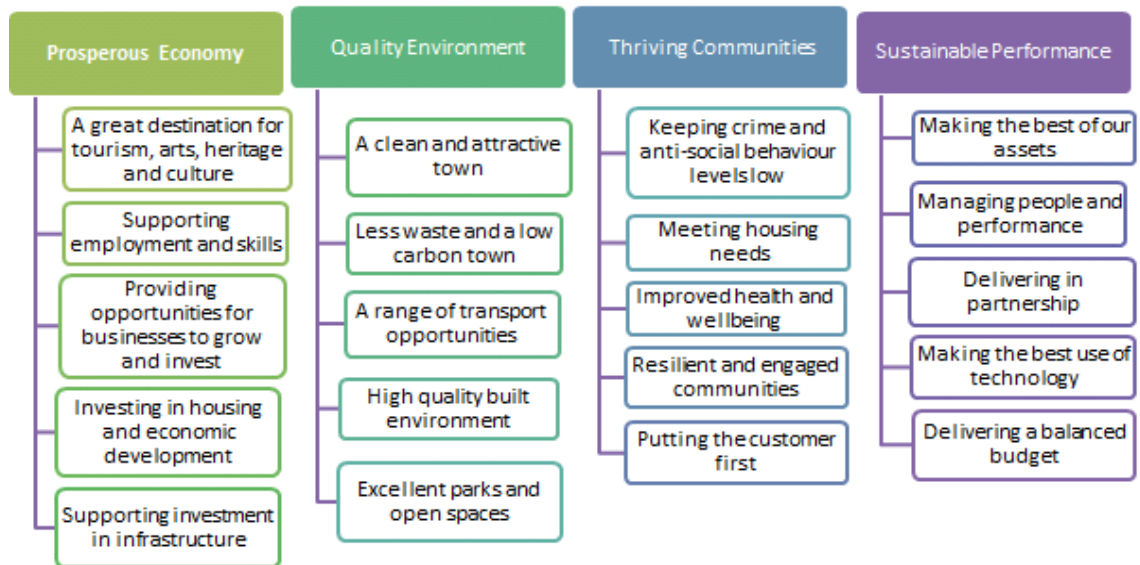 Prosperous Economy
A great destination for
tourism, arts, heritage
and culture
Supporting
employment and skills
Providing
opportunities for
businesses to grow
and invest
Investing in housing
and economic
development
Supporting investment
in infrastructure
Quality Environment
A clean and attractive
town
Less waste and a low
carbon town
A range of transport
opportunities
High quality built
environment
Excellent parks and
open spaces
Thriving Communities
Keeping crime and
anti-social behaviour
levels low
Meeting housing
needs
Improved health and
wellbeing
Resilient and engaged
communities
Putting the customer
first
Sustainable Performance
Making the best of our
assets
Managing people and
performance
Delivering in
partnership
Making the best use of
technology
Delivering a balanced
budget